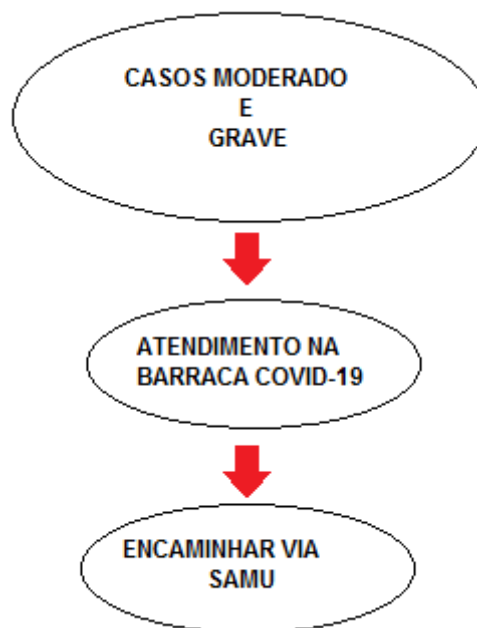 CASOS MODERADO
E
GRAVE
ATENDIMENTO NA
BARRACA COVID-19
ENCAMINHAR VIA
SAMU